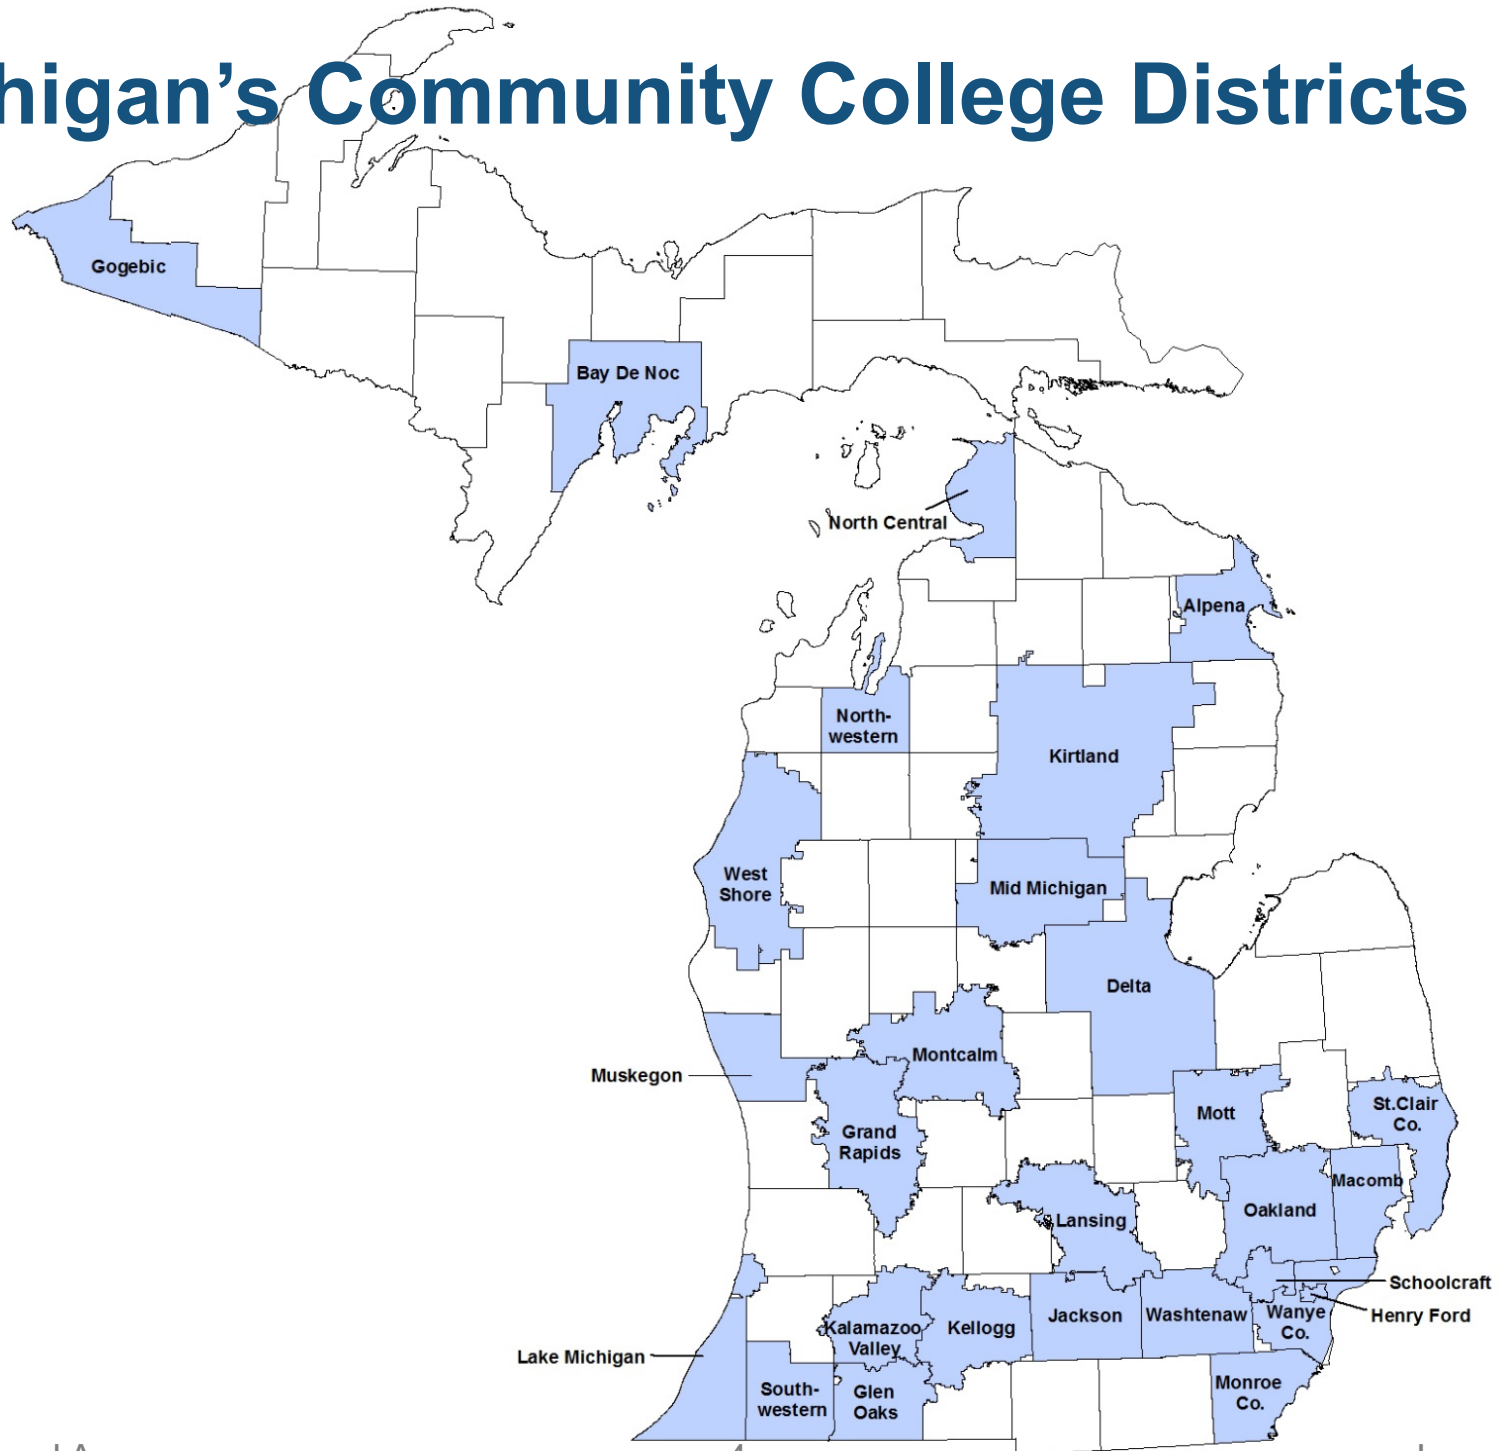 higan’s Community College Districts
Gogebic
Bay De Noc
North Central
Alpena
North-
western
Kirtland
West
Shore
Mid Michigan
Delta
Montcalm
Muskegon
Mott
St.Clair
Co.
Grand
Rapids
Macomb
Oakland
Lansing
Schoolcraft
Henry Ford
Jackson
Washtenaw
Wanye
Co.
Kalamazoo
Valley
Kellogg
Lake Michigan
South-
western
Glen
Oaks
Monroe
Co.